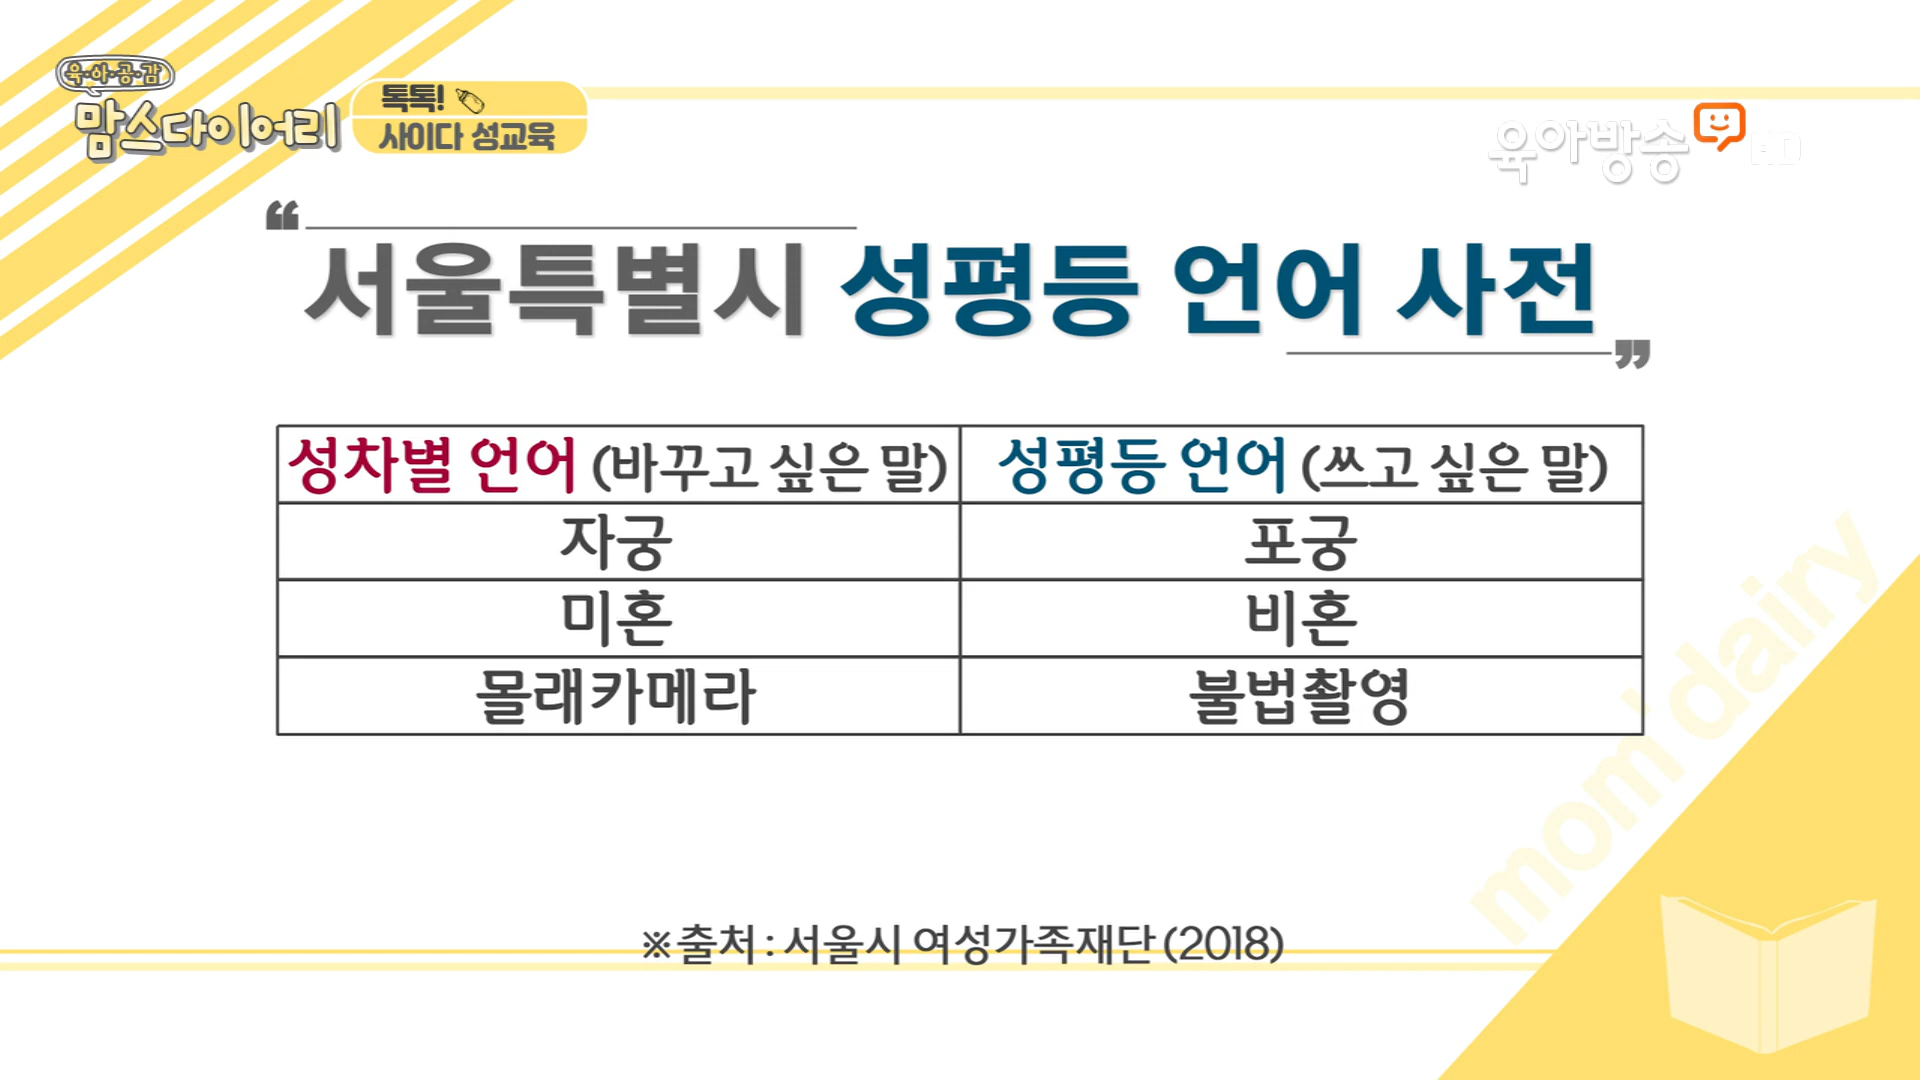 육·아·공·감
맘스다이어리
톡톡!
사이다 성교육
육아방송 HD
“서울특별시 성평등 언어 사전”
성차별 언어 (바꾸고 싶은 말) 성평등 언어 (쓰고 싶은 말)
자궁 포궁
미혼 비혼
몰래카메라 불법촬영
mom'dairy
※출처 : 서울시 여성가족재단 (2018)